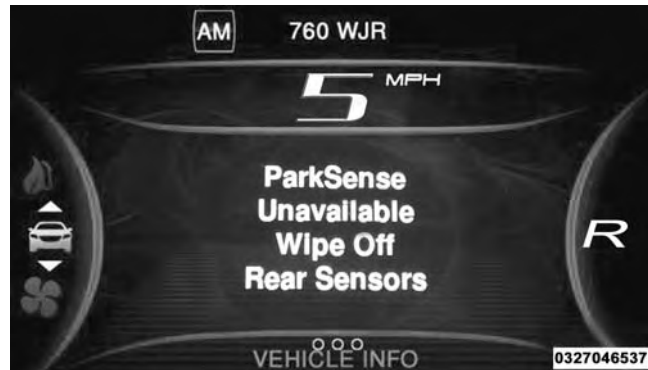 AM 760 WJR
5 MPH
ParkSense
Unavailable
Wipe Off
Rear Sensors
R
VEHICLE INFO
0327046537